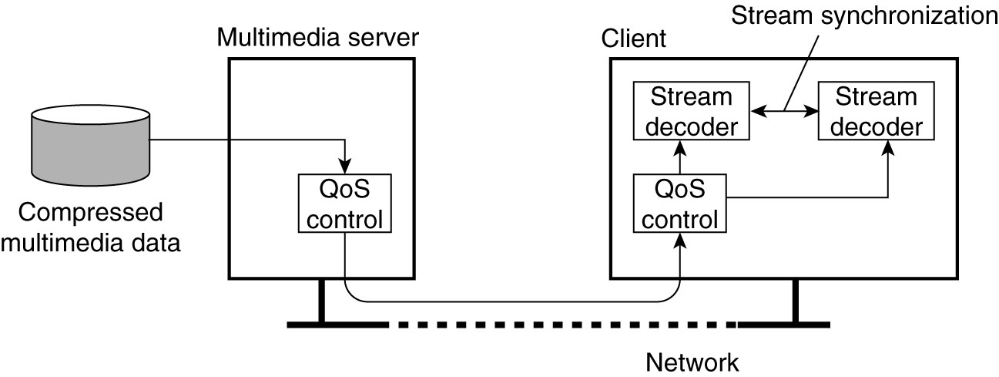 Stream synchronization
Multimedia server
Client
Stream
decoder
Stream
decoder
QoS
control
QoS
control
Compressed
multimedia data
Network